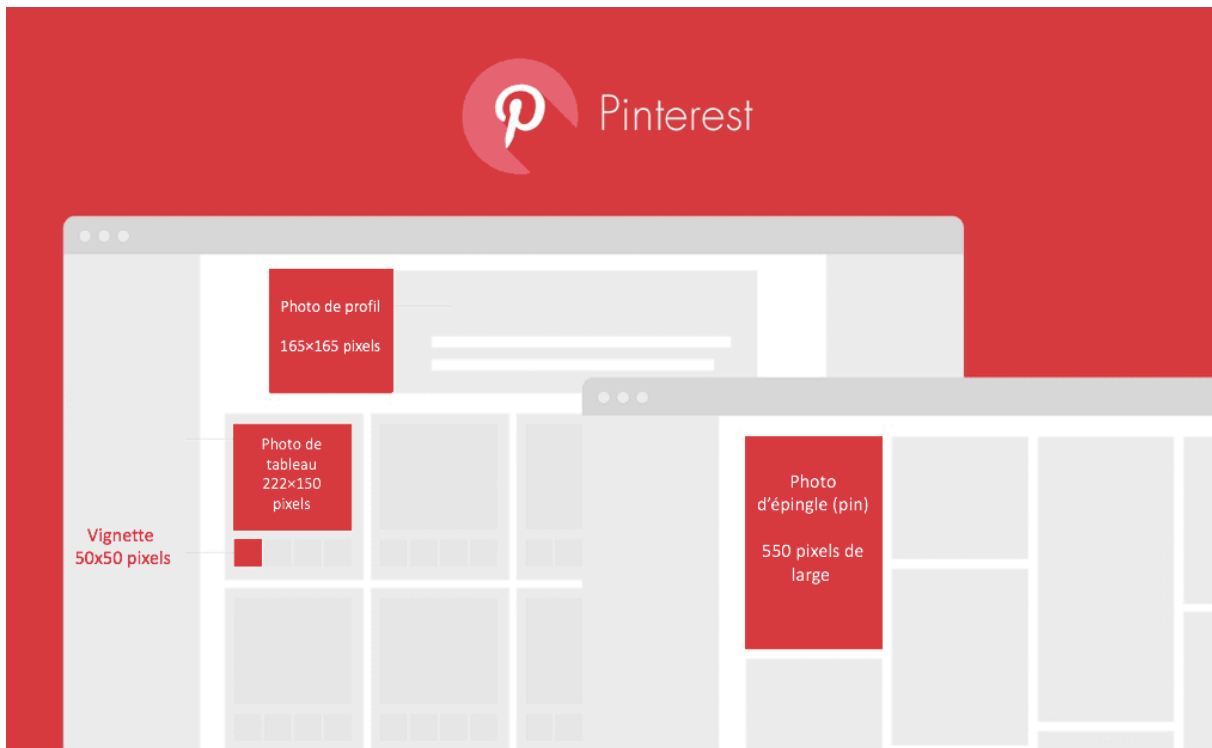 Pinterest
Photo de profil
165×165 pixels
Photo de
tableau
222×150
pixels
Vignette
50x50 pixels
Photo
d’épingle (pin)
550 pixels de
large